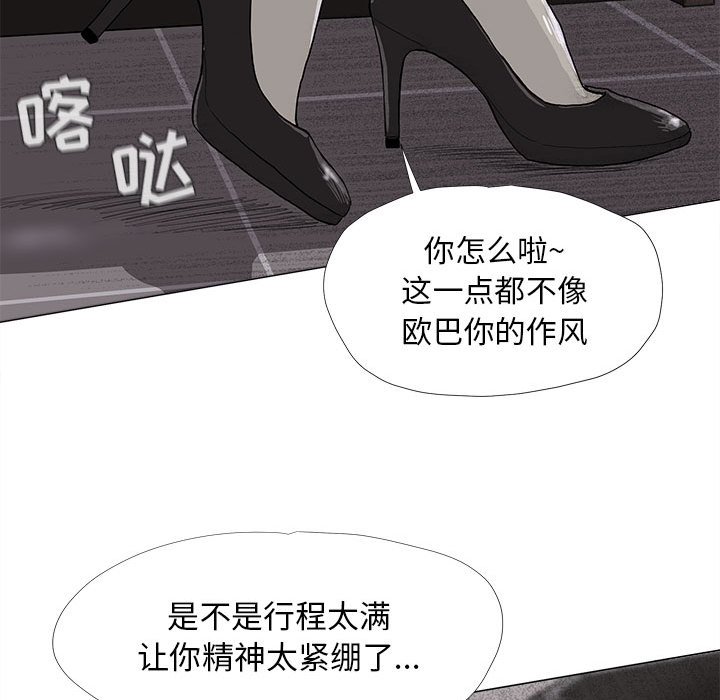 喀
哒
你怎么啦~
这一点都不像
欧巴你的作风
是不是行程太满
让你精神太紧绷了...